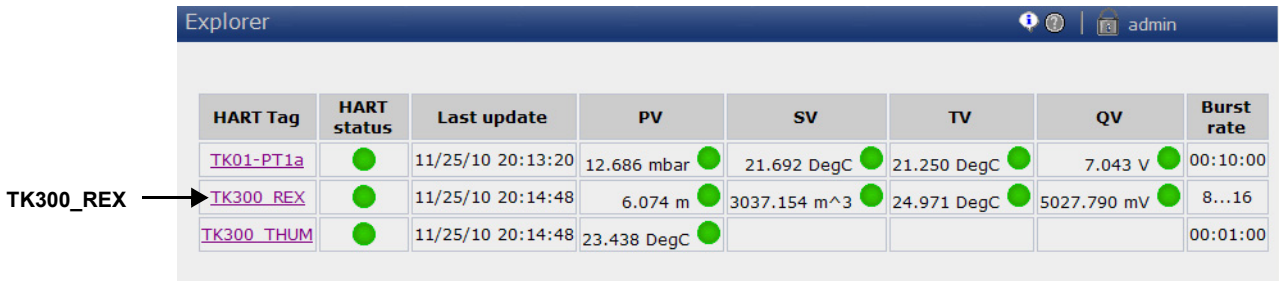 Explorer admin
HART Tag HART status Last update PV SV TV QV Burst rate
TK01-PT1a 11/25/10 20:13:20 12.686 mbar 21.692 DegC 21.250 DegC 7.043 V 00:10:00
TK300_REX TK300_REX 11/25/10 20:14:48 6.074 m 3037.154 m^3 24.971 DegC 5027.790 mV 8...16
TK300_THUM 11/25/10 20:14:48 23.438 DegC 00:01:00